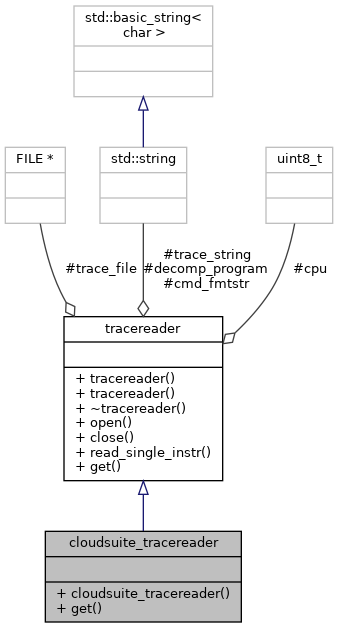 std::basic_string<
char >
FILE *
std::string
uint8_t
#trace_file
#trace_string
#decomp_program
#cmd_fmtstr
#cpu
tracereader
+ tracereader()
+ tracereader()
+ ~tracereader()
+ open()
+ close()
+ read_single_instr()
+ get()
cloudsuite_tracereader
+ cloudsuite_tracereader()
+ get()